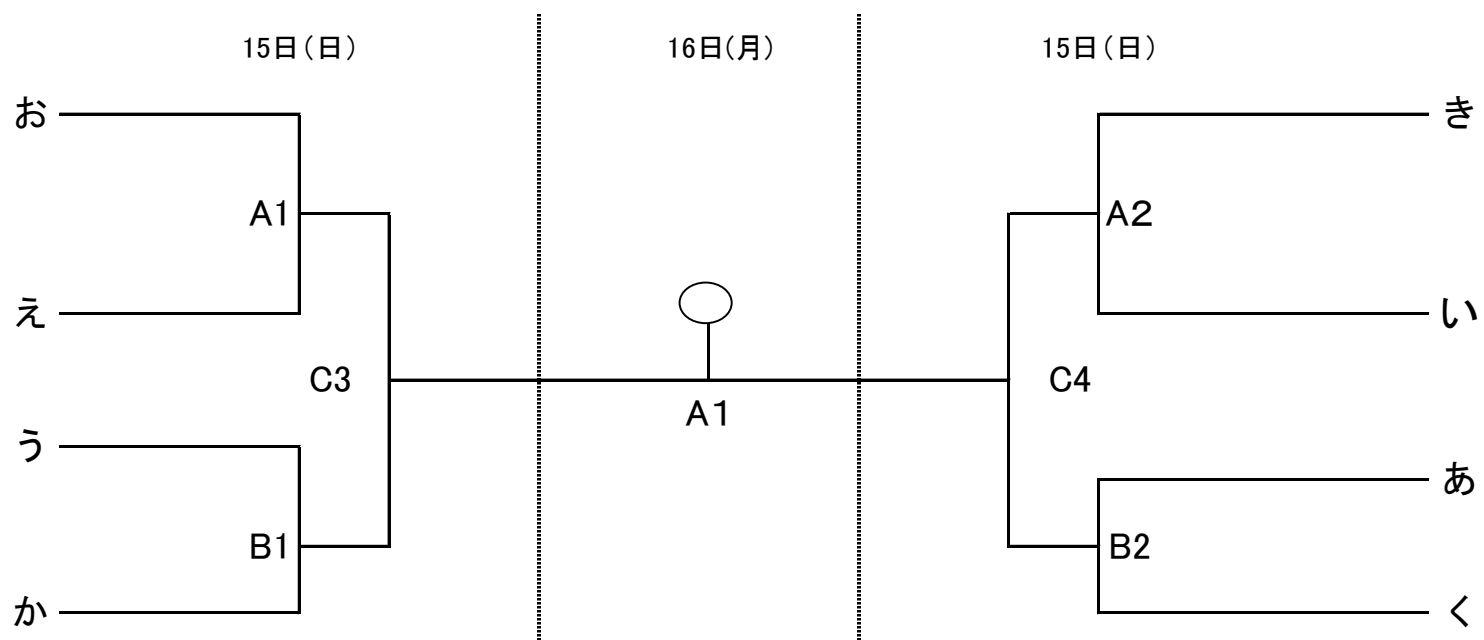 15日（日） 16日(月) 15日（日）
お き
A1 A2
え い
C3 C4
A1
う あ
B1 B2
か く